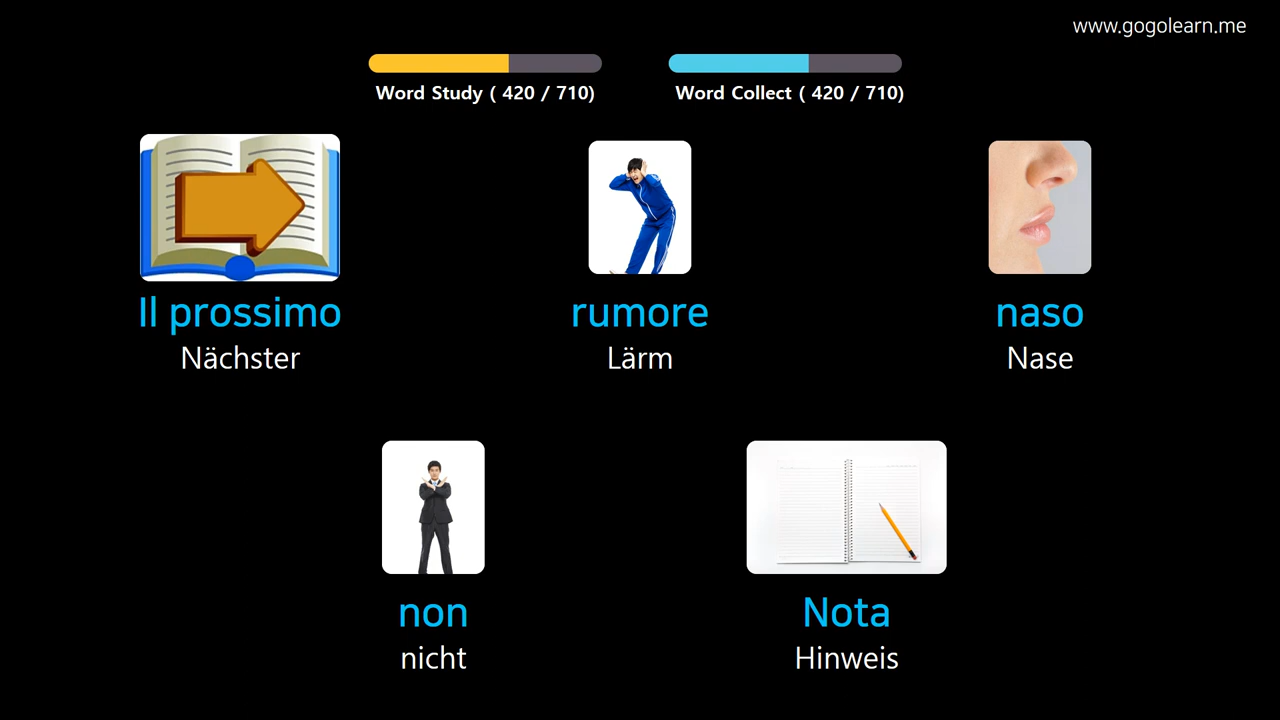 www.gogolearn.me
Word Study ( 420 / 710)
Word Collect ( 420 / 710)
Il prossimo
Nächster
rumore
Lärm
naso
Nase
non
nicht
Nota
Hinweis